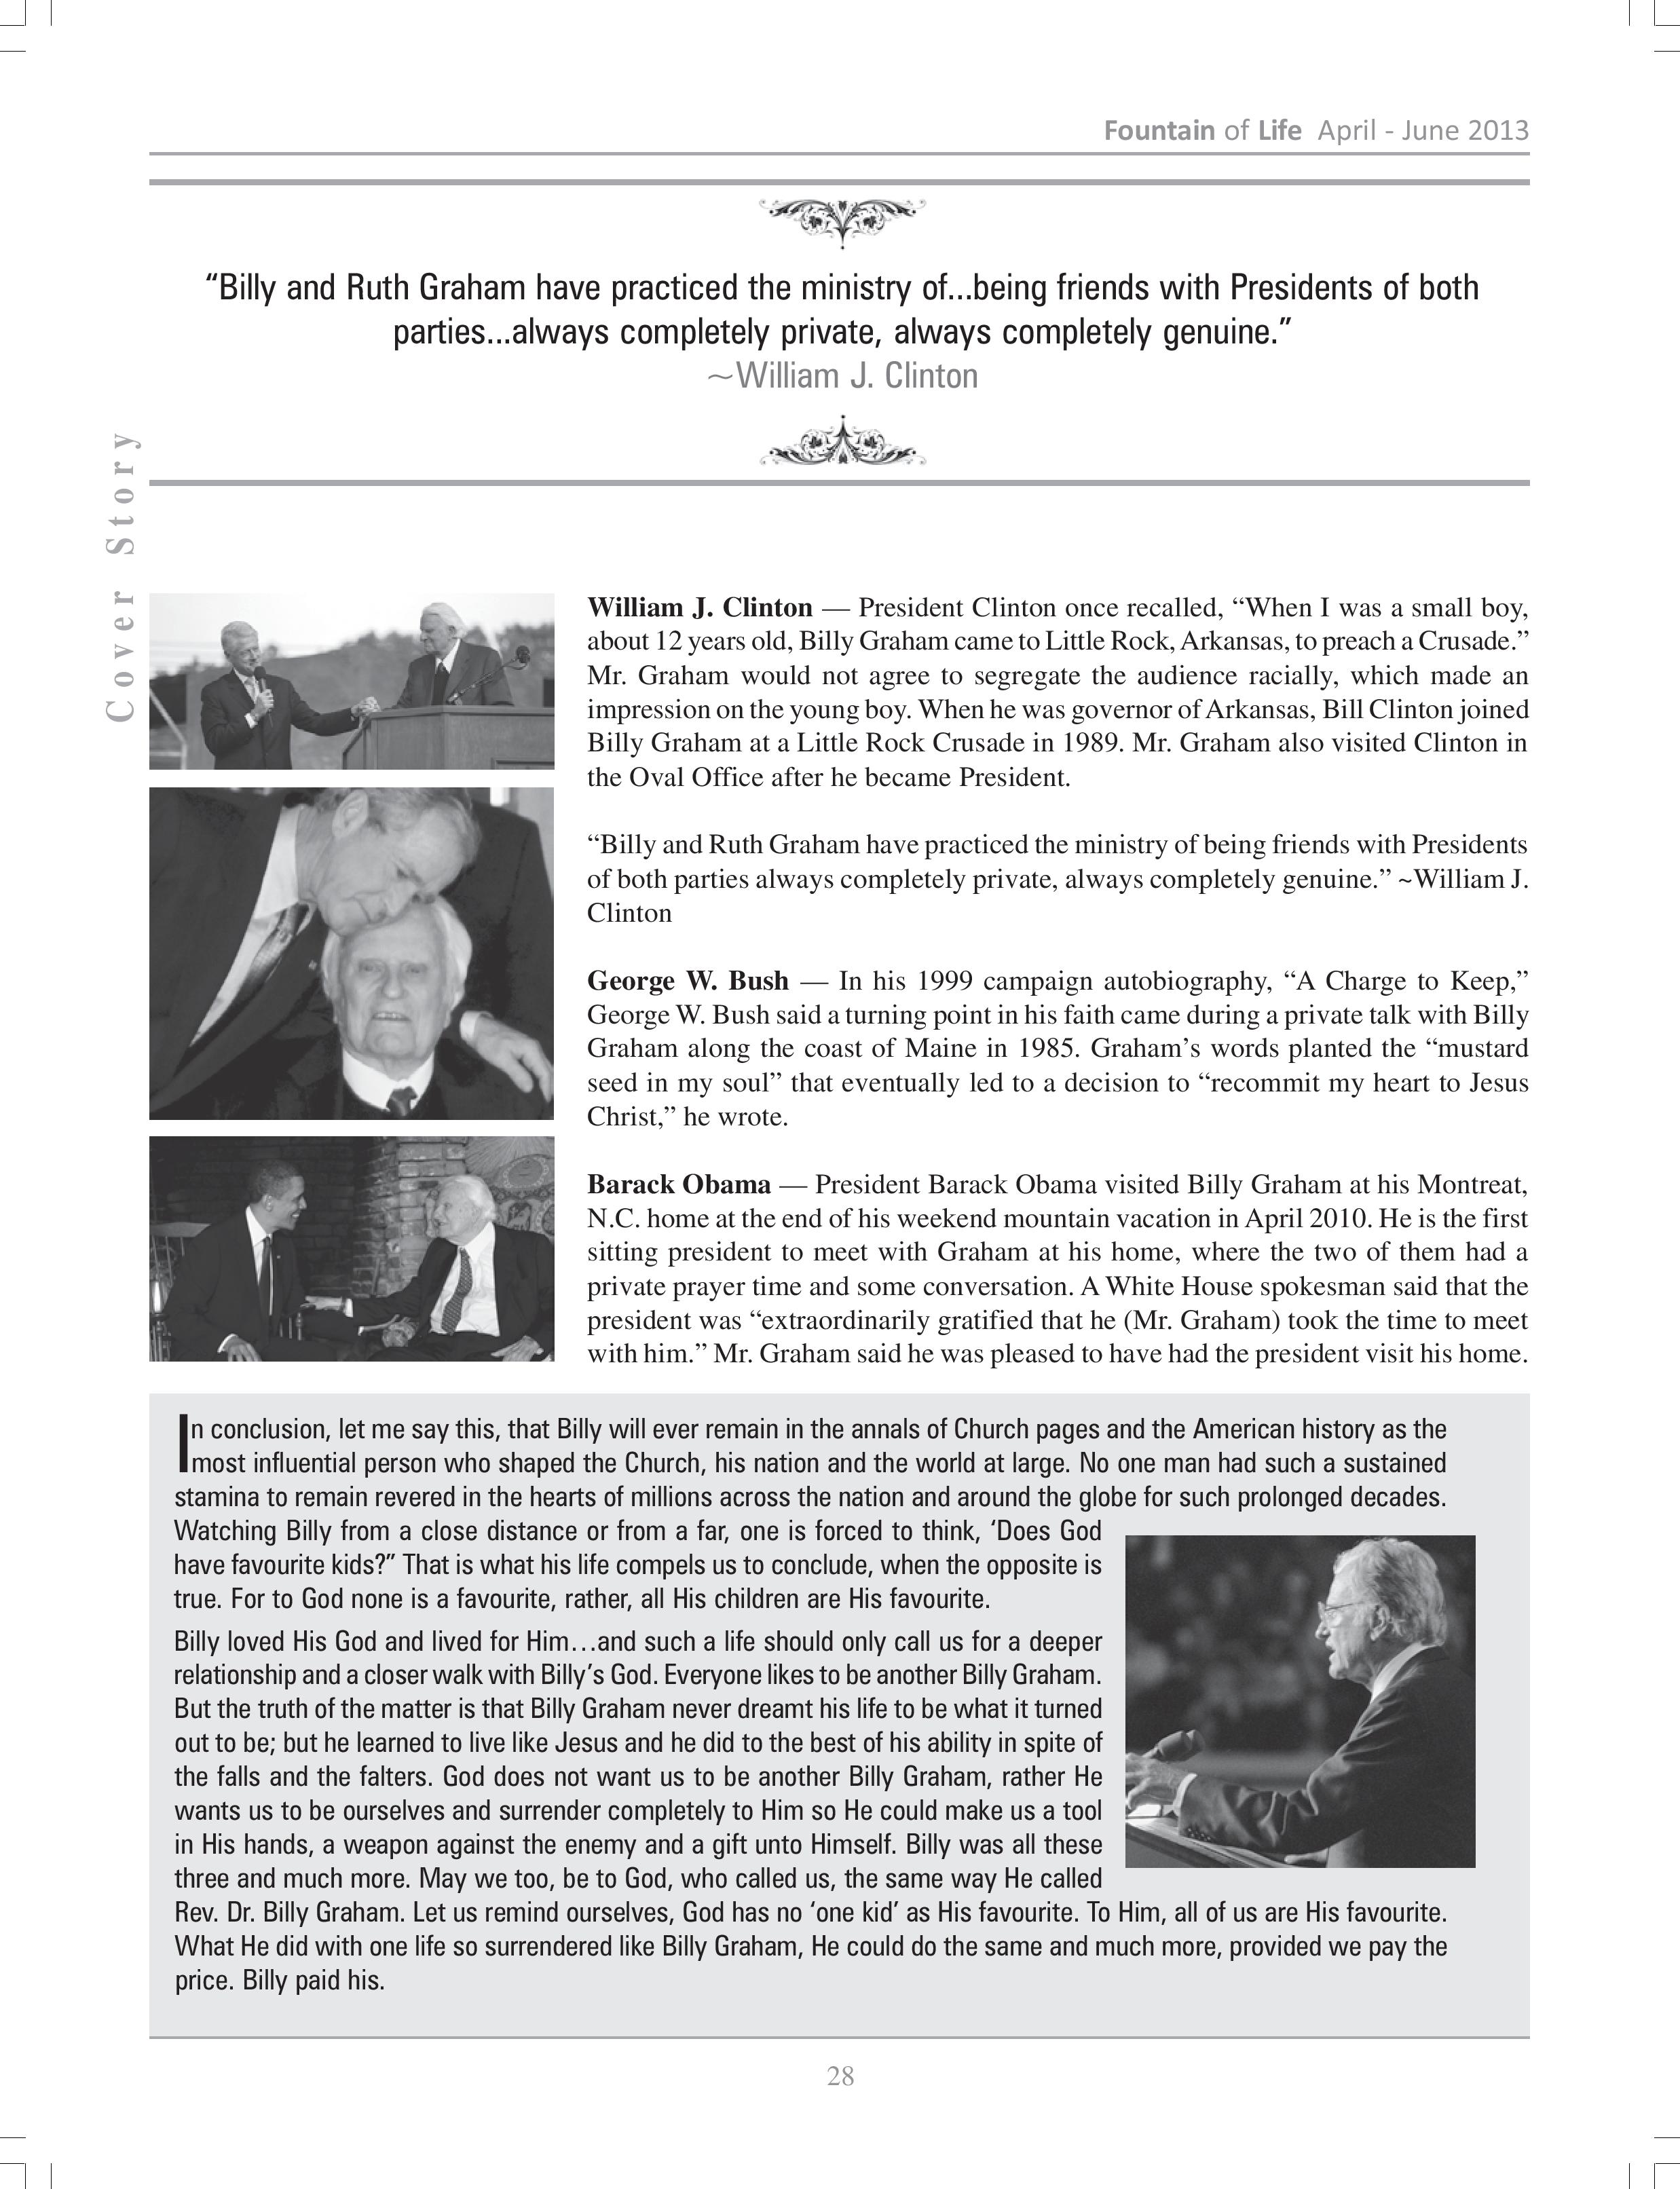 Fountain of Life April - June 2013
“Billy and Ruth Graham have practiced the ministry of...being friends with Presidents of both
parties...always completely private, always completely genuine.”
~William J. Clinton
Cover Story
William J. Clinton — President Clinton once recalled, “When I was a small boy,
about 12 years old, Billy Graham came to Little Rock, Arkansas, to preach a Crusade.”
Mr. Graham would not agree to segregate the audience racially, which made an
impression on the young boy. When he was governor of Arkansas, Bill Clinton joined
Billy Graham at a Little Rock Crusade in 1989. Mr. Graham also visited Clinton in
the Oval Office after he became President.
“Billy and Ruth Graham have practiced the ministry of being friends with Presidents
of both parties always completely private, always completely genuine.” ~William J.
Clinton
George W. Bush — In his 1999 campaign autobiography, “A Charge to Keep,”
George W. Bush said a turning point in his faith came during a private talk with Billy
Graham along the coast of Maine in 1985. Graham’s words planted the “mustard
seed in my soul” that eventually led to a decision to “recommit my heart to Jesus
Christ,” he wrote.
Barack Obama — President Barack Obama visited Billy Graham at his Montreat,
N.C. home at the end of his weekend mountain vacation in April 2010. He is the first
sitting president to meet with Graham at his home, where the two of them had a
private prayer time and some conversation. A White House spokesman said that the
president was “extraordinarily gratified that he (Mr. Graham) took the time to meet
with him.” Mr. Graham said he was pleased to have had the president visit his home.
In conclusion, let me say this, that Billy will ever remain in the annals of Church pages and the American history as the
most influential person who shaped the Church, his nation and the world at large. No one man had such a sustained
stamina to remain revered in the hearts of millions across the nation and around the globe for such prolonged decades.
Watching Billy from a close distance or from a far, one is forced to think, ‘Does God
have favourite kids?” That is what his life compels us to conclude, when the opposite is
true. For to God none is a favourite, rather, all His children are His favourite.
Billy loved His God and lived for Him…and such a life should only call us for a deeper
relationship and a closer walk with Billy’s God. Everyone likes to be another Billy Graham.
But the truth of the matter is that Billy Graham never dreamt his life to be what it turned
out to be; but he learned to live like Jesus and he did to the best of his ability in spite of
the falls and the falters. God does not want us to be another Billy Graham, rather He
wants us to be ourselves and surrender completely to Him so He could make us a tool
in His hands, a weapon against the enemy and a gift unto Himself. Billy was all these
three and much more. May we too, be to God, who called us, the same way He called
Rev. Dr. Billy Graham. Let us remind ourselves, God has no ‘one kid’ as His favourite. To Him, all of us are His favourite.
What He did with one life so surrendered like Billy Graham, He could do the same and much more, provided we pay the
price. Billy paid his.
28